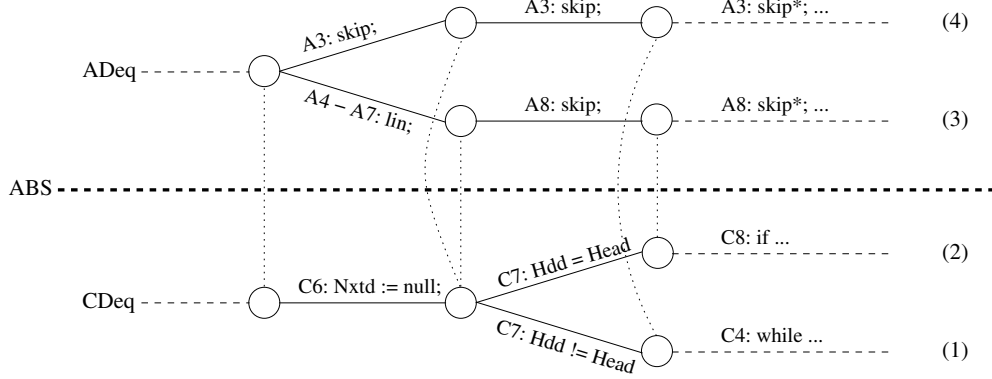 A3: skip; A3: skip; A3: skip*; ... (4)
ADeq
A4 – A7: lin; A8: skip; A8: skip*; ... (3)
ABS
C7: Hdd = Head C8: if ... (2)
CDeq C6: Nxtd := null;
C7: Hdd != Head C4: while ... (1)